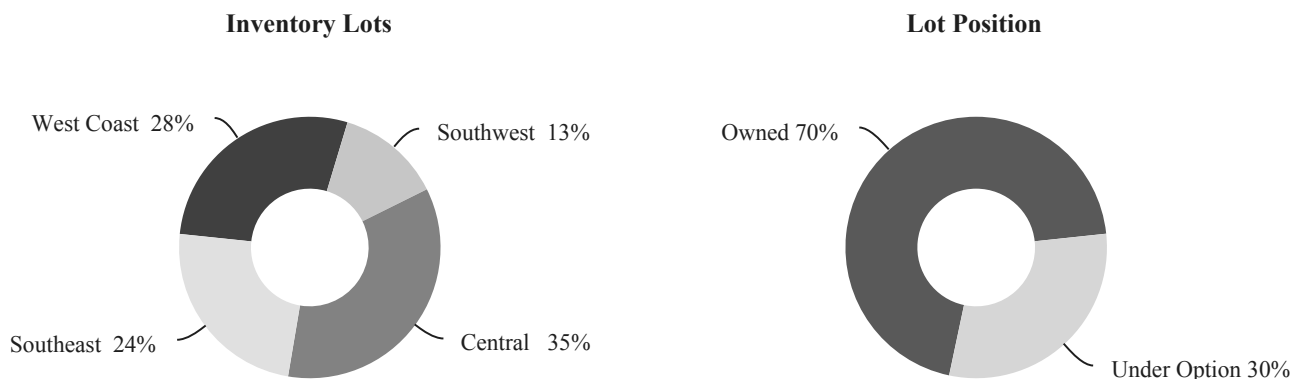 Inventory Lots
West Coast 28%
Southwest 13%
Southeast 24%
Central 35%
Lot Position
Owned 70%
Under Option 30%